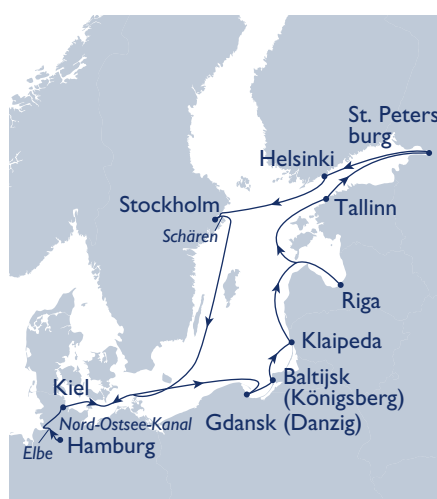 St. Peters
burg
Helsinki
Stockholm
Tallinn
Schären
Riga
Klaipeda
Kiel
Baltijsk
(Königsberg)
Nord-Ostsee-Kanal
Gdansk (Danzig)
Hamburg
Elbe